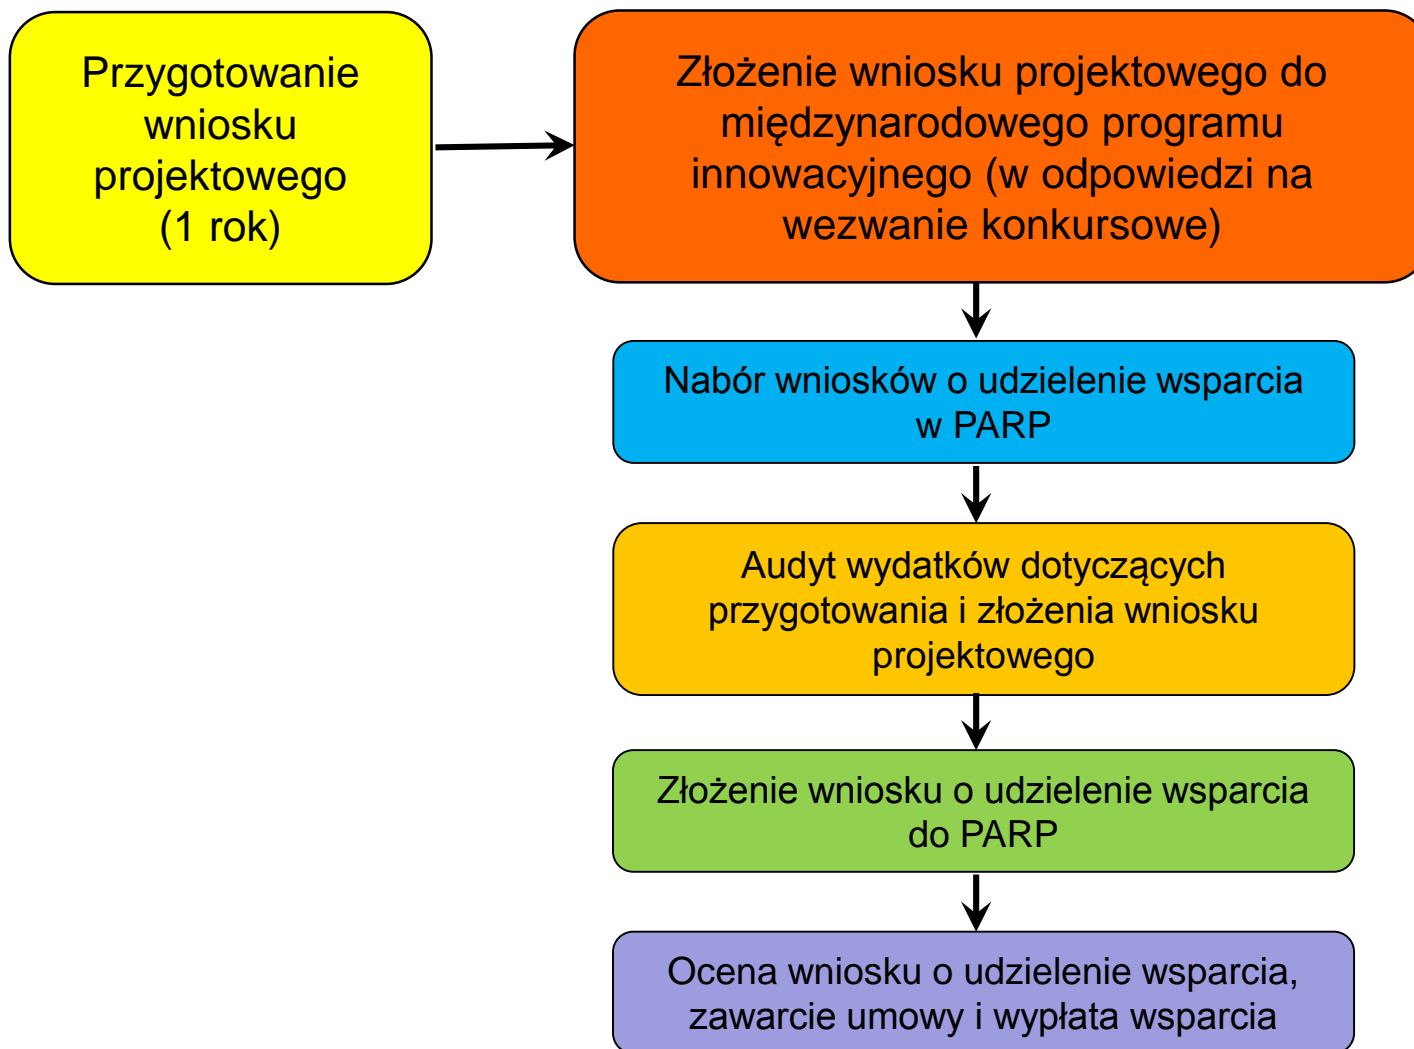 Przygotowanie
wniosku
projektowego
(1 rok)
Złożenie wniosku projektowego do
międzynarodowego programu
innowacyjnego (w odpowiedzi na
wezwanie konkursowe)
Nabór wniosków o udzielenie wsparcia
w PARP
Audyt wydatków dotyczących
przygotowania i złożenia wniosku
projektowego
Złożenie wniosku o udzielenie wsparcia
do PARP
Ocena wniosku o udzielenie wsparcia,
zawarcie umowy i wypłata wsparcia